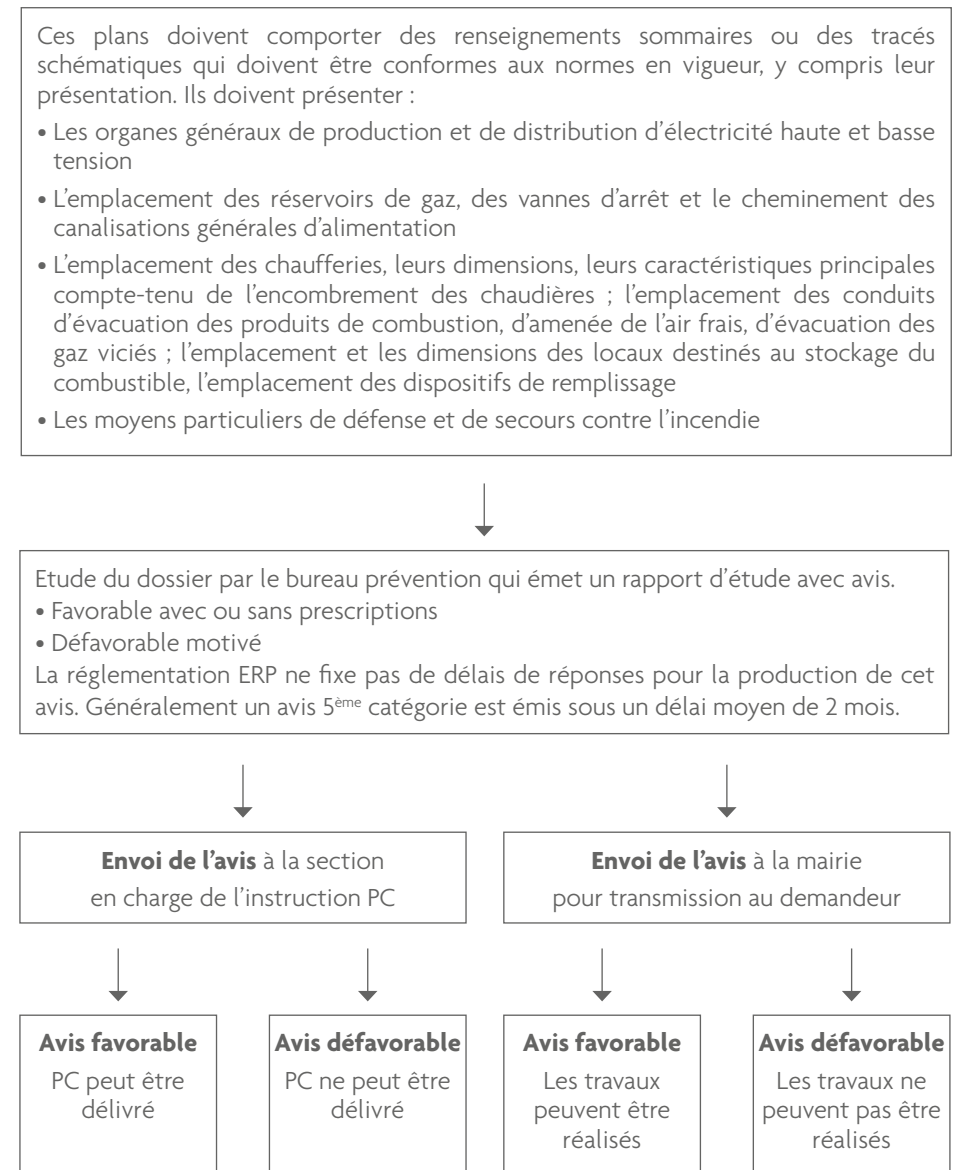 Ces plans doivent comporter des renseignements sommaires ou des tracés
schématiques qui doivent être conformes aux normes en vigueur, y compris leur
présentation. Ils doivent présenter :
• Les organes généraux de production et de distribution d’électricité haute et basse
tension
• L’emplacement des réservoirs de gaz, des vannes d’arrêt et le cheminement des
canalisations générales d’alimentation
• L’emplacement des chaufferies, leurs dimensions, leurs caractéristiques principales
compte-tenu de l’encombrement des chaudières ; l’emplacement des conduits
d’évacuation des produits de combustion, d’amenée de l’air frais, d’évacuation des
gaz viciés ; l’emplacement et les dimensions des locaux destinés au stockage du
combustible, l’emplacement des dispositifs de remplissage
• Les moyens particuliers de défense et de secours contre l’incendie
Etude du dossier par le bureau prévention qui émet un rapport d’étude avec avis.
• Favorable avec ou sans prescriptions
• Défavorable motivé
La réglementation ERP ne fixe pas de délais de réponses pour la production de cet
avis. Généralement un avis 5ème catégorie est émis sous un délai moyen de 2 mois.
Envoi de l’avis à la section
en charge de l’instruction PC
Envoi de l’avis à la mairie
pour transmission au demandeur
Avis favorable
PC peut être
délivré
Avis défavorable
PC ne peut être
délivré
Avis favorable
Les travaux
peuvent être
réalisés
Avis défavorable
Les travaux ne
peuvent pas être
réalisés